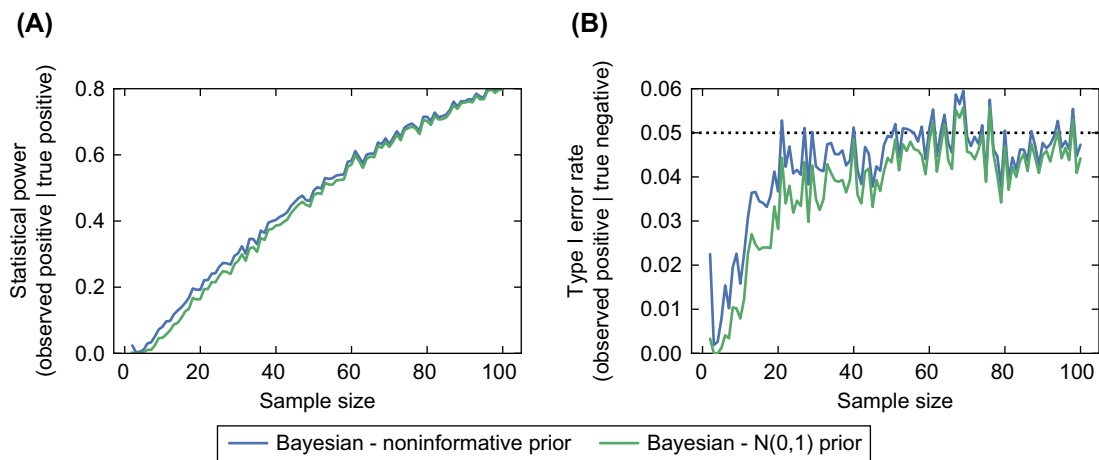 (A)
Statistical power
(observed positive | true positive)
0.8
0.6
0.4
0.2
0.0
0
20
40
60
80
100
Sample size
(B)
Type I error rate
(observed positive | true negative)
0.06
0.05
0.04
0.03
0.02
0.01
0.00
0
20
40
60
80
100
Sample size
Bayesian - noninformative prior
Bayesian - N(0,1) prior